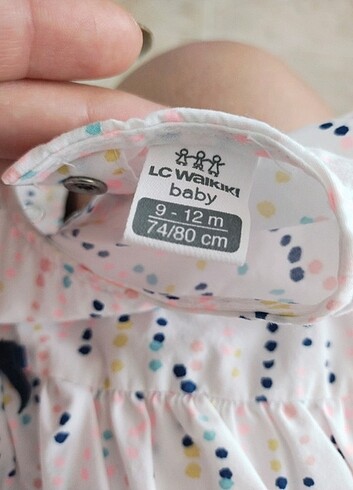 LC WAIKIKI
baby
9 - 12 m
74/80 cm